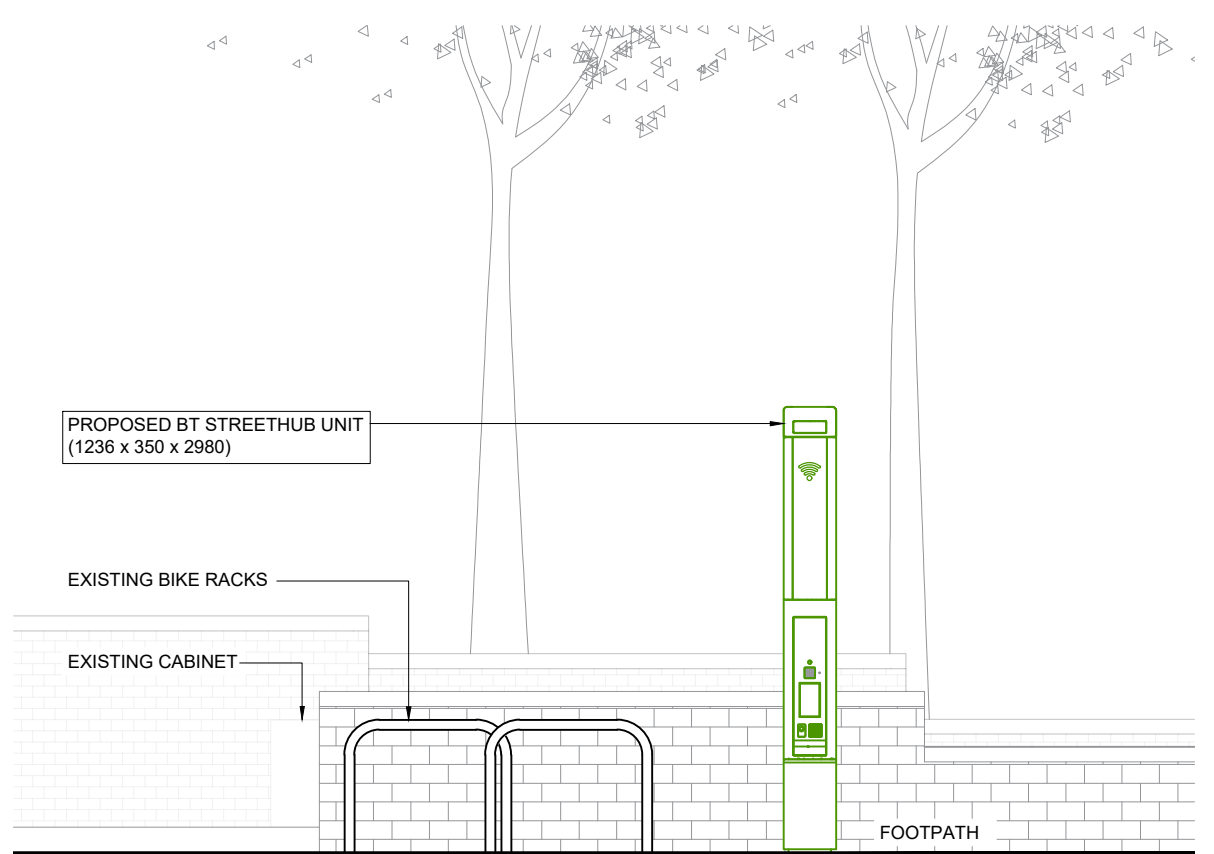 PROPOSED BT STREETHUB UNIT
(1236 x 350 x 2980)
EXISTING BIKE RACKS
EXISTING CABINET
FOOTPATH